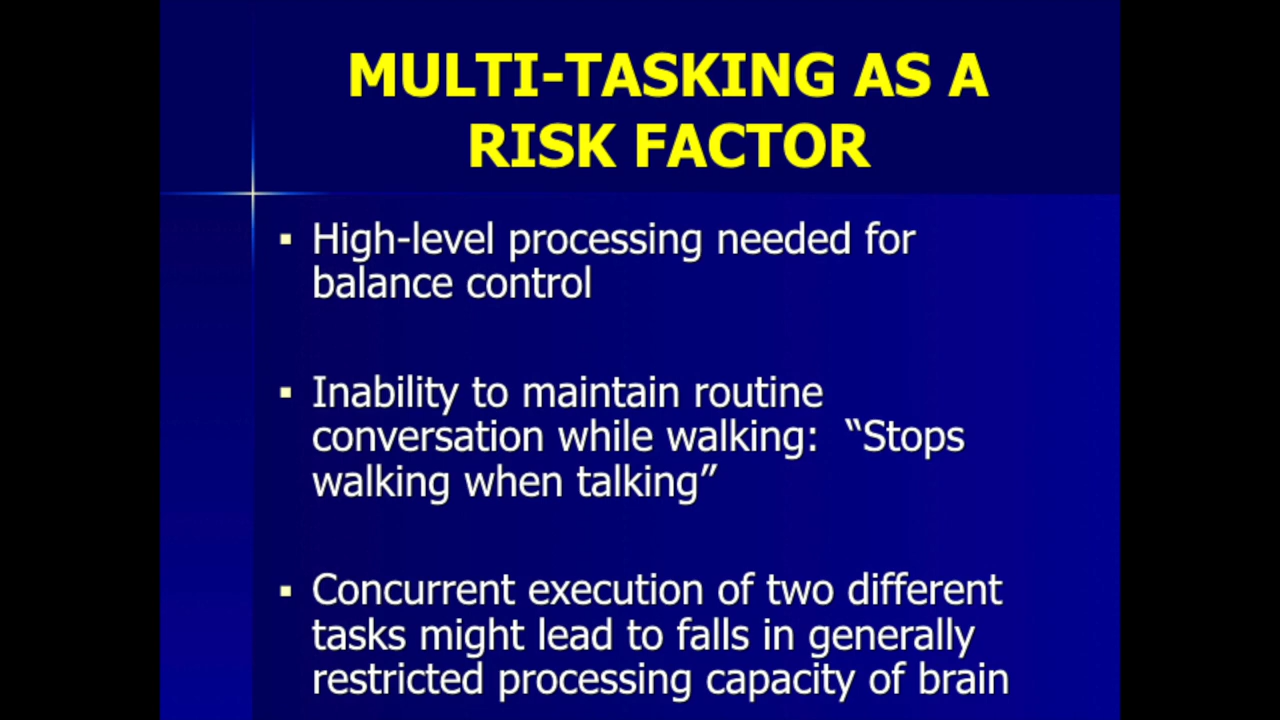 MULTI-TASKING AS A
RISK FACTOR
▪ High-level processing needed for
balance control
▪ Inability to maintain routine
conversation while walking:  “Stops
walking when talking”
▪ Concurrent execution of two different
tasks might lead to falls in generally
restricted processing capacity of brain